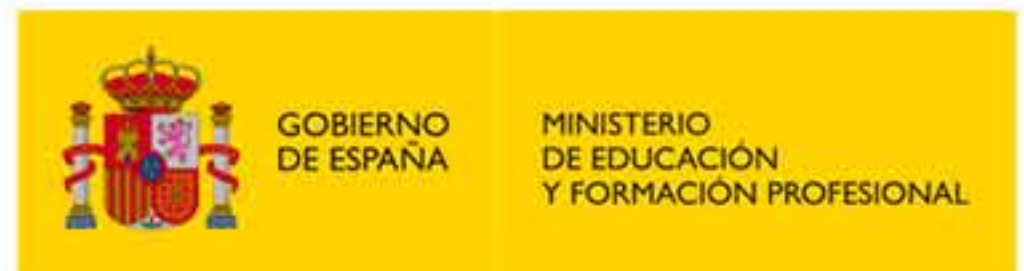 GOBIERNO
DE ESPAÑA
MINISTERIO
DE EDUCACIÓN
Y FORMACIÓN PROFESIONAL